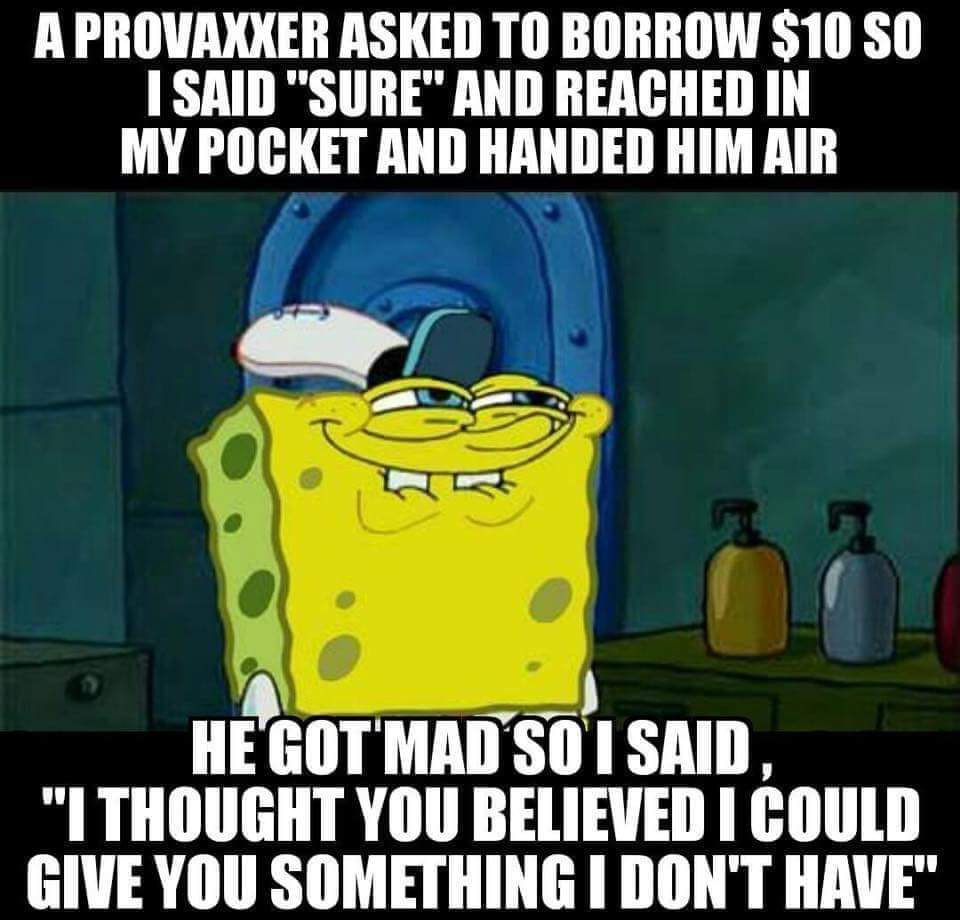 A PROVAXXER ASKED TO BORROW $10 SO
I SAID "SURE" AND REACHED IN
MY POCKET AND HANDED HIM AIR
HE GOT MAD SO I SAID ,
"I THOUGHT YOU BELIEVED I COULD
GIVE YOU SOMETHING I DON'T HAVE"